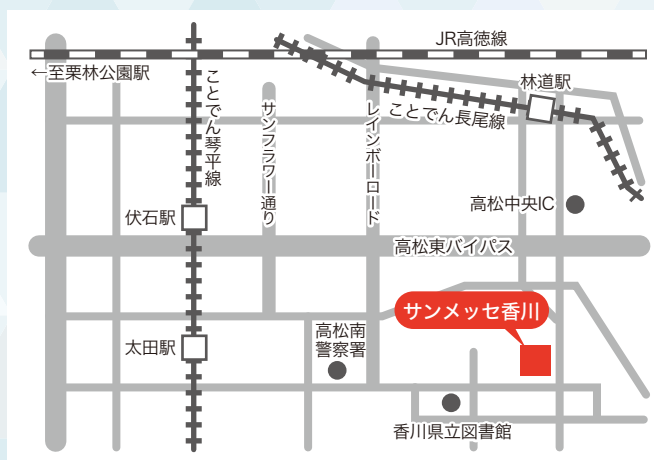 JR高徳線
←至栗林公園駅
林道駅
ことでん琴平線
サンフラワー通り
レインボーロード
ことでん長尾線
高松中央IC
伏石駅
高松東バイパス
サンメッセ香川
高松南
警察署
太田駅
香川県立図書館